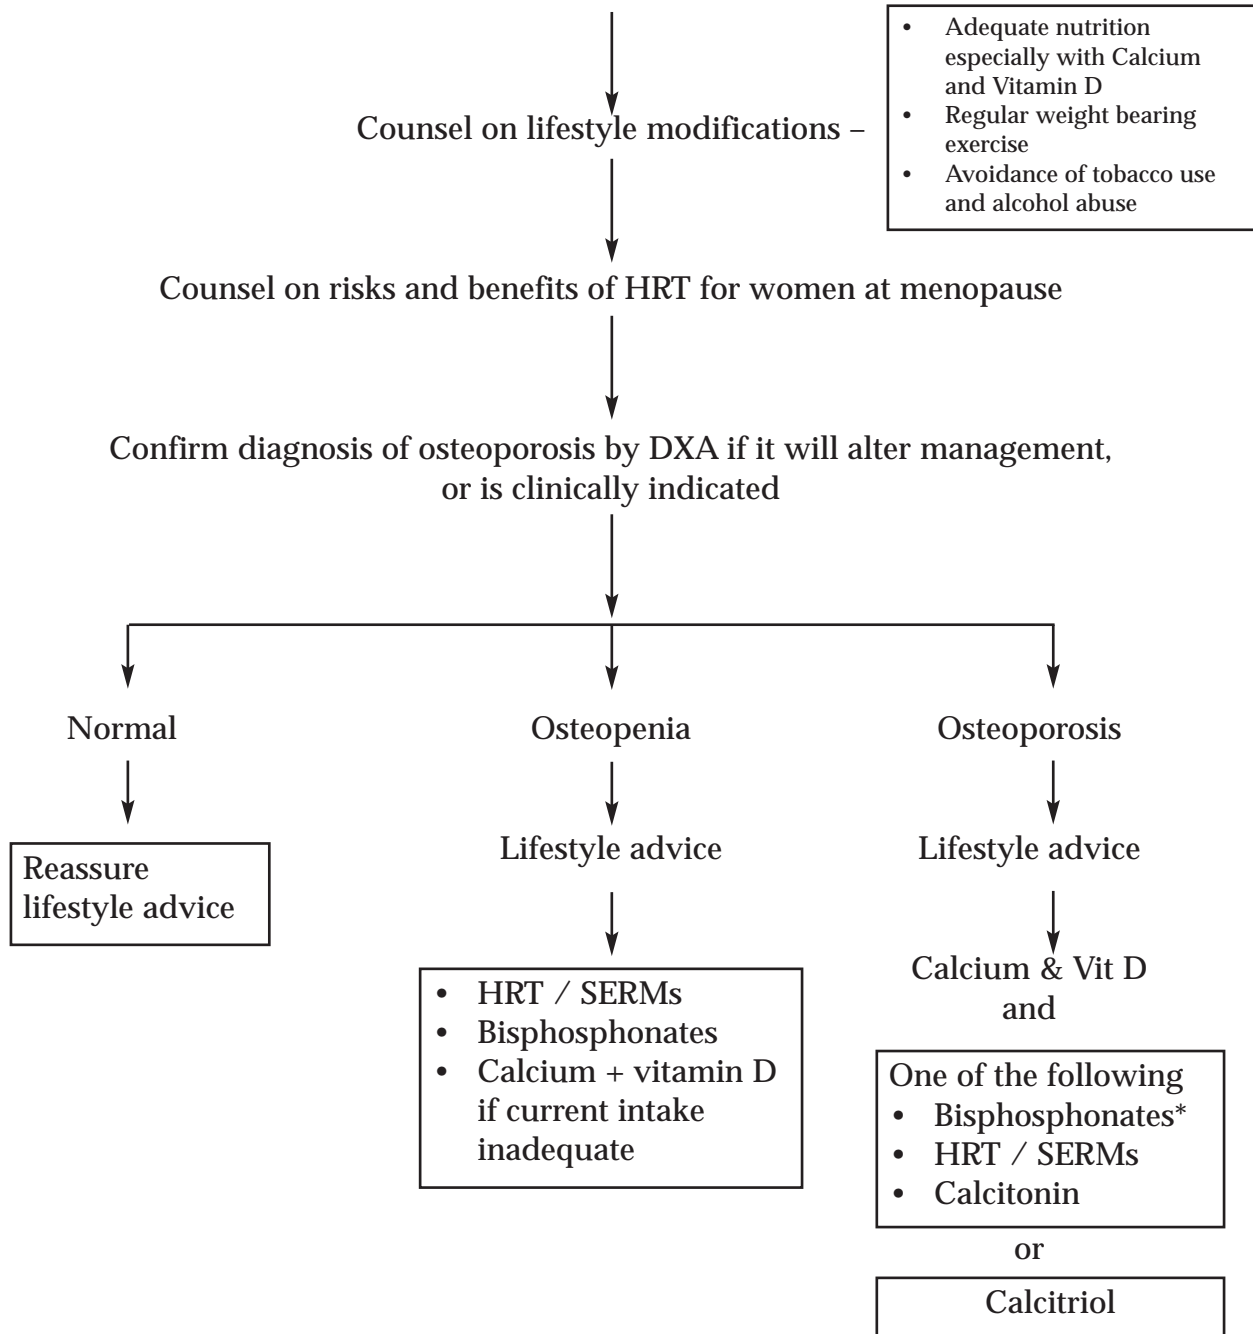 • Adequate nutrition
especially with Calcium
and Vitamin D
• Regular weight bearing
exercise
• Avoidance of tobacco use
and alcohol abuse
Counsel on lifestyle modifications –
Counsel on risks and benefits of HRT for women at menopause
Confirm diagnosis of osteoporosis by DXA if it will alter management,
or is clinically indicated
Normal
Osteopenia
Osteoporosis
Reassure
lifestyle advice
Lifestyle advice
Lifestyle advice
• HRT / SERMs
• Bisphosphonates
• Calcium + vitamin D
if current intake
inadequate
Calcium & Vit D
and
One of the following
• Bisphosphonates*
• HRT / SERMs
• Calcitonin
or
Calcitriol